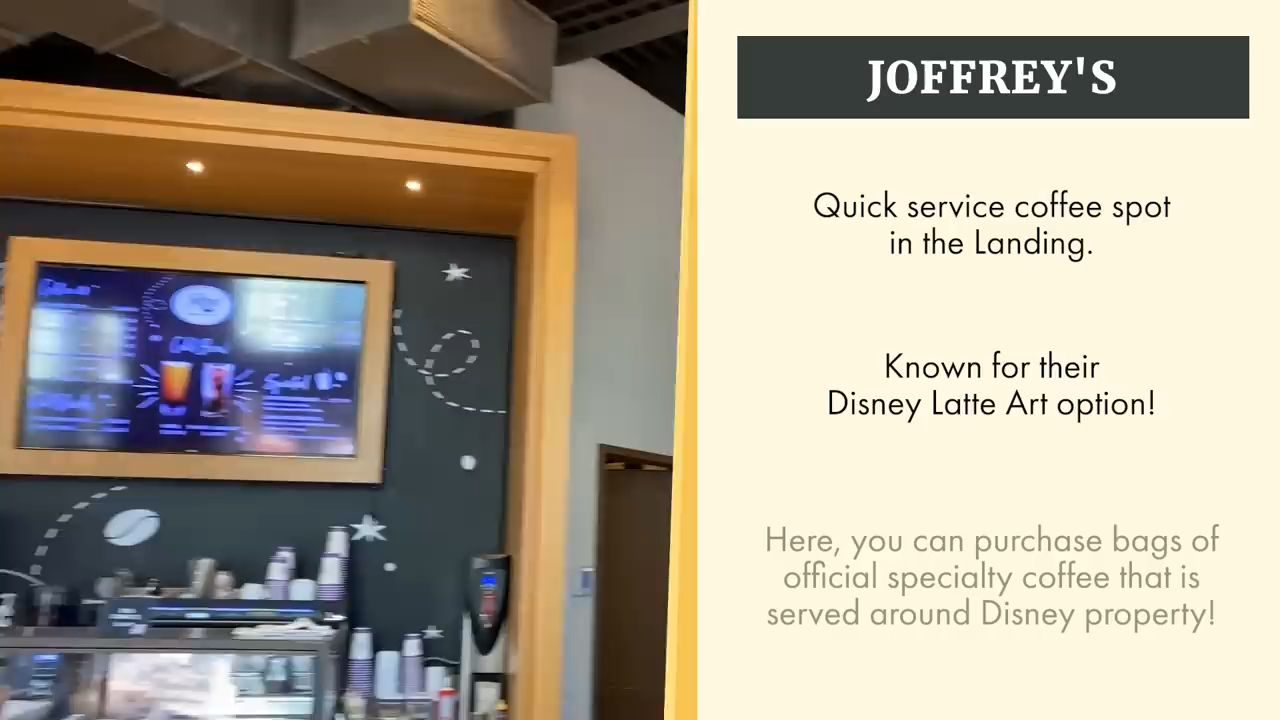 JOFFREY'S
Quick service coffee spot
in the Landing.
Known for their
Disney Latte Art option!
Here, you can purchase bags of
official specialty coffee that is
served around Disney property!